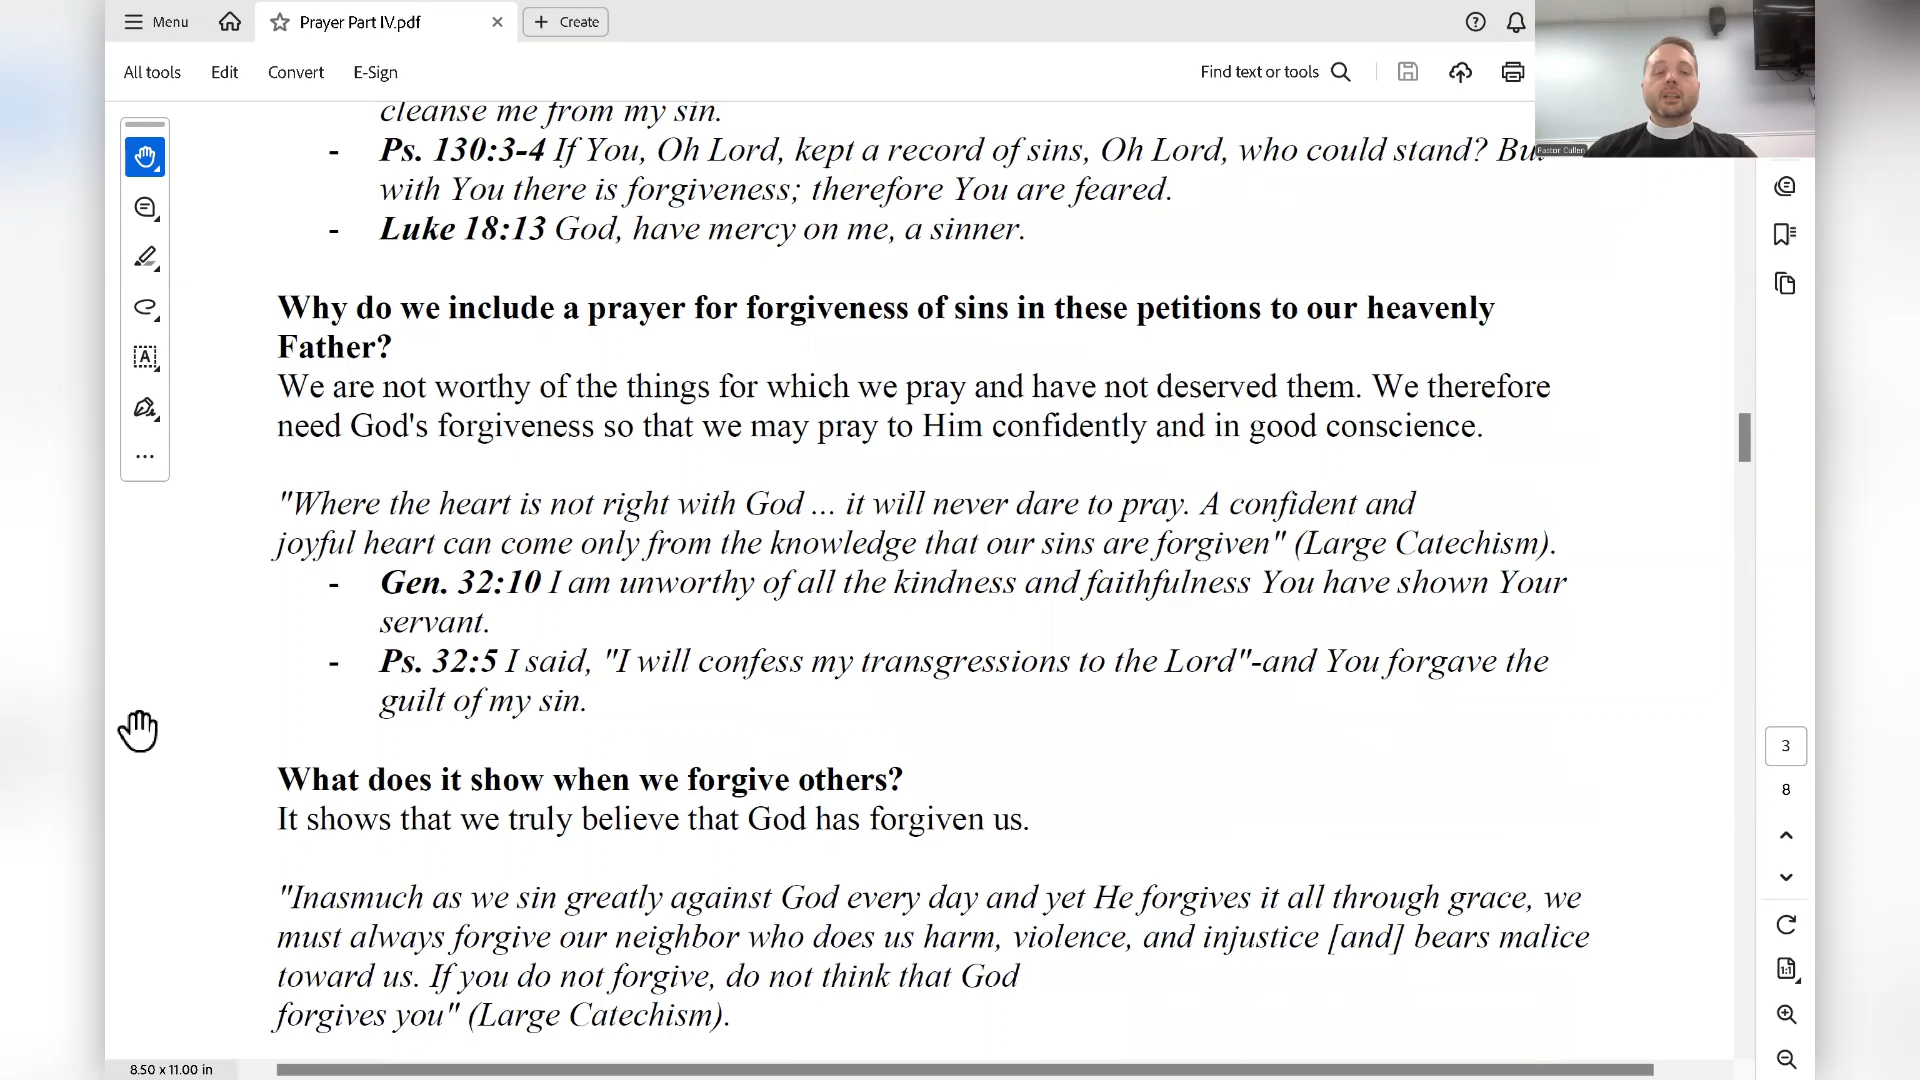 Menu
Prayer Part IV.pdf
Create
All tools
Edit
Convert
E-Sign
Find text or tools
Pastor Cullen
cleanse me from my sin.
- Ps. 130:3-4 If You, Oh Lord, kept a record of sins, Oh Lord, who could stand? But
with You there is forgiveness; therefore You are feared.
- Luke 18:13 God, have mercy on me, a sinner.
Why do we include a prayer for forgiveness of sins in these petitions to our heavenly
Father?
We are not worthy of the things for which we pray and have not deserved them. We therefore
need God's forgiveness so that we may pray to Him confidently and in good conscience.
"Where the heart is not right with God ... it will never dare to pray. A confident and
joyful heart can come only from the knowledge that our sins are forgiven" (Large Catechism).
- Gen. 32:10 I am unworthy of all the kindness and faithfulness You have shown Your
servant.
- Ps. 32:5 I said, "I will confess my transgressions to the Lord"-and You forgave the
guilt of my sin.
What does it show when we forgive others?
It shows that we truly believe that God has forgiven us.
"Inasmuch as we sin greatly against God every day and yet He forgives it all through grace, we
must always forgive our neighbor who does us harm, violence, and injustice [and] bears malice
toward us. If you do not forgive, do not think that God
forgives you" (Large Catechism).
3
8
8.50 x 11.00 in